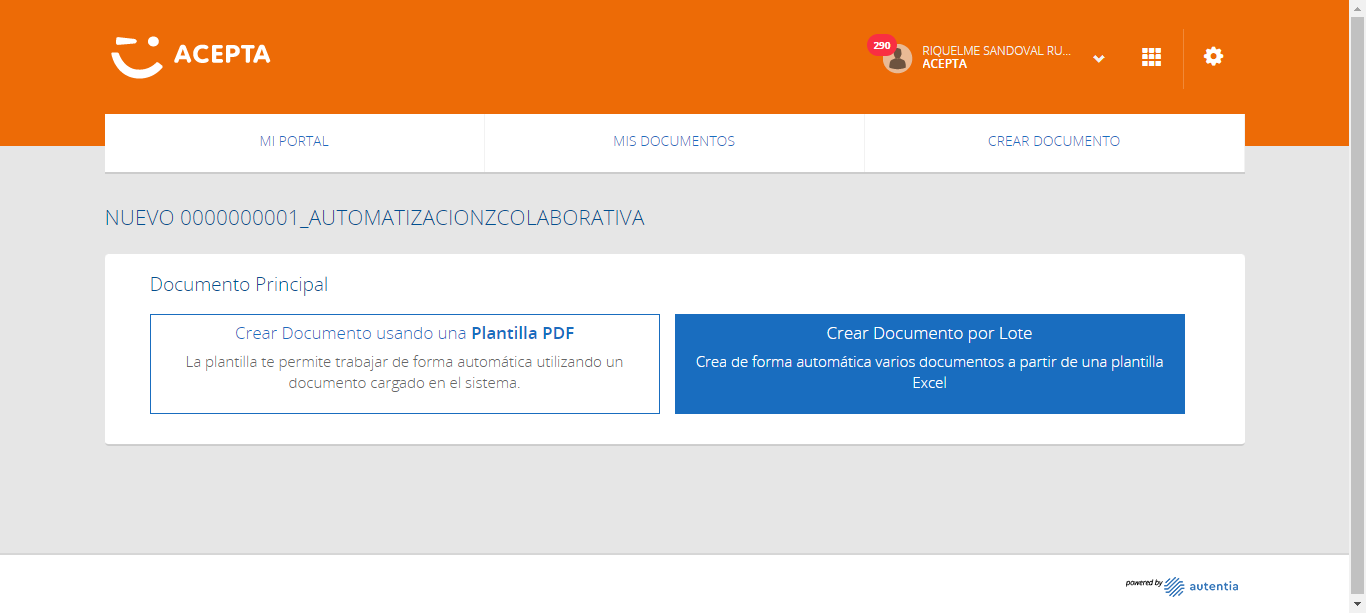 ACEPTA
290
RIQUELME SANDOVAL RU...
ACEPTA
MI PORTAL
MIS DOCUMENTOS
CREAR DOCUMENTO
NUEVO 0000000001_AUTOMATIZACIONZCOLABORATIVA
Documento Principal
Crear Documento usando una Plantilla PDF
La plantilla te permite trabajar de forma automática utilizando un
documento cargado en el sistema.
Crear Documento por Lote
Crea de forma automática varios documentos a partir de una plantilla
Excel
powered by autentia